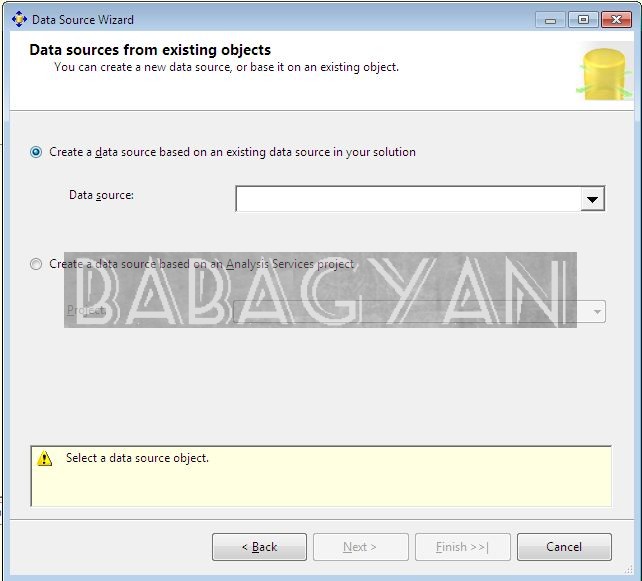 Data Source Wizard
Data sources from existing objects
You can create a new data source, or base it on an existing object.
Create a data source based on an existing data source in your solution
Data source:
Create a data source based on an Analysis Services project
BABAGYAN
Project:
Select a data source object.
< Back
Next >
Finish >>|
Cancel